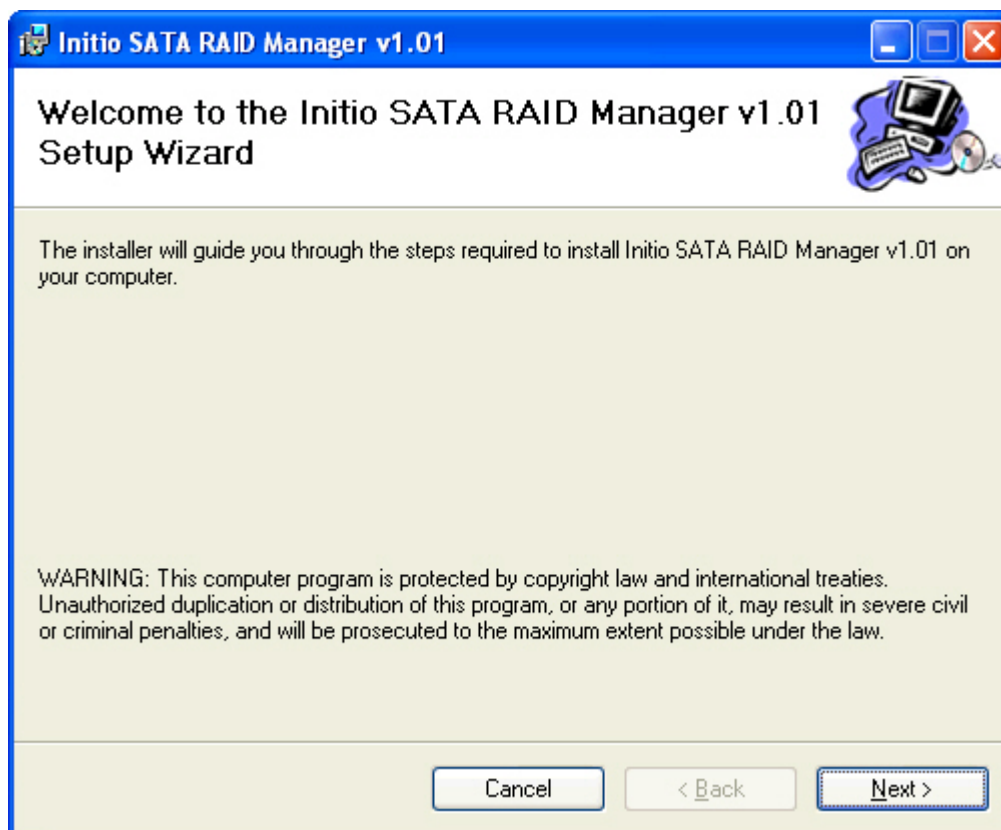 Initio SATA RAID Manager v1.01
Welcome to the Initio SATA RAID Manager v1.01
Setup Wizard
The installer will guide you through the steps required to install Initio SATA RAID Manager v1.01 on
your computer.
WARNING: This computer program is protected by copyright law and international treaties.
Unauthorized duplication or distribution of this program, or any portion of it, may result in severe civil
or criminal penalties, and will be prosecuted to the maximum extent possible under the law.
Cancel
< Back
Next >